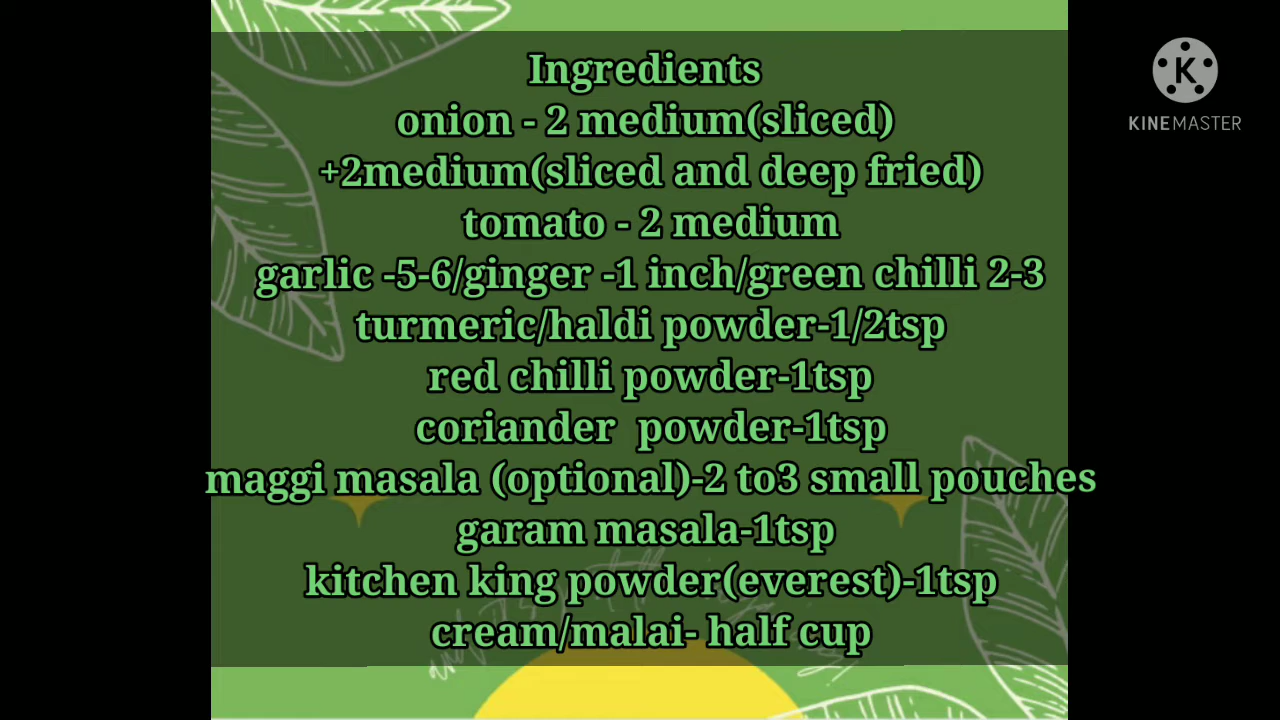 Ingredients
onion - 2 medium(sliced)
+2medium(sliced and deep fried)
tomato - 2 medium
garlic -5-6/ginger -1 inch/green chilli 2-3
turmeric/haldi powder-1/2tsp
red chilli powder-1tsp
coriander  powder-1tsp
maggi masala (optional)-2 to3 small pouches
garam masala-1tsp
kitchen king powder(everest)-1tsp
cream/malai- half cup
K
KINEMASTER